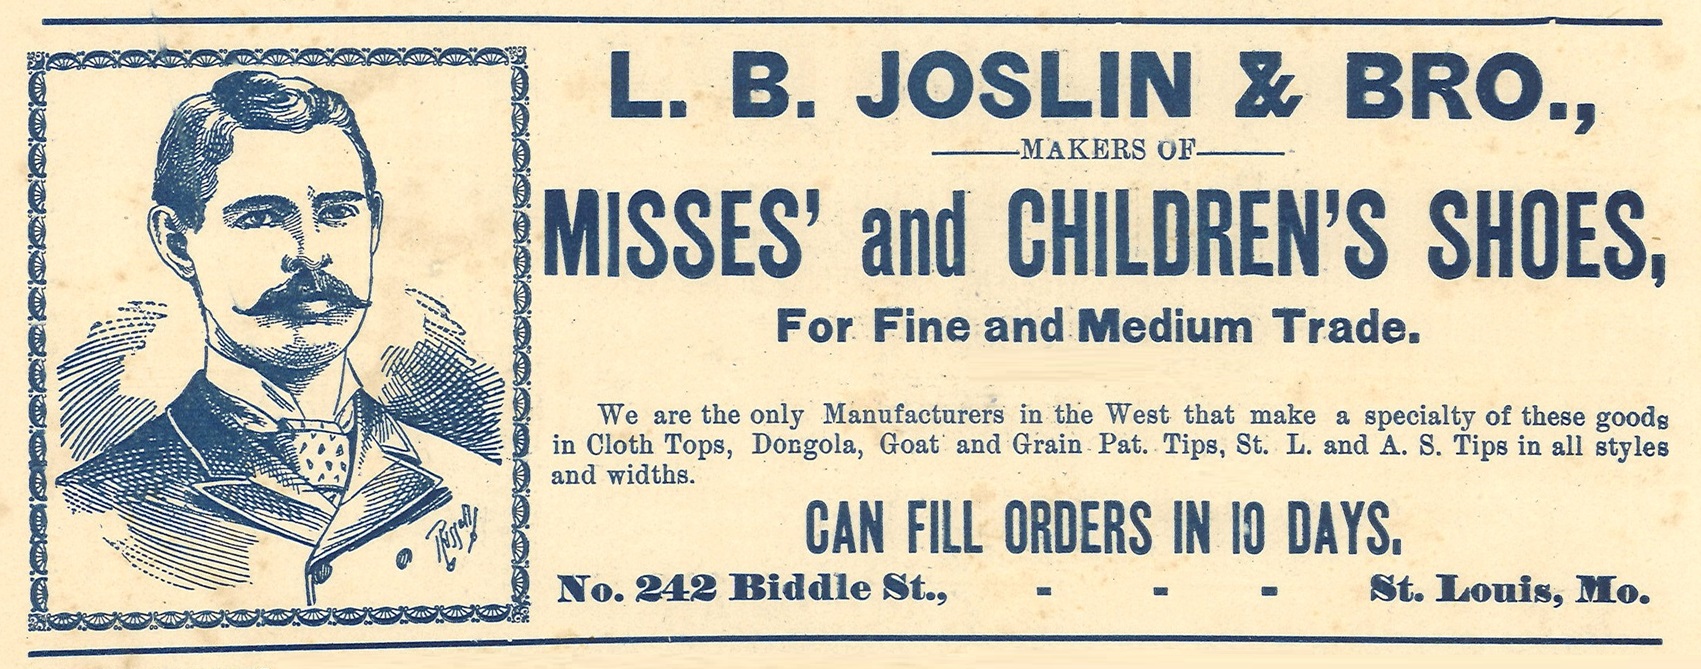 L. B. JOSLIN & BRO.,
MAKERS OF
MISSES' and CHILDREN'S SHOES,
For Fine and Medium Trade.
We are the only Manufacturers in the West that make a specialty of these goods
in Cloth Tops, Dongola, Goat and Grain Pat. Tips, St. L. and A. S. Tips in all styles
and widths.
CAN FILL ORDERS IN 10 DAYS.
No. 242 Biddle St., - - - St. Louis, Mo.